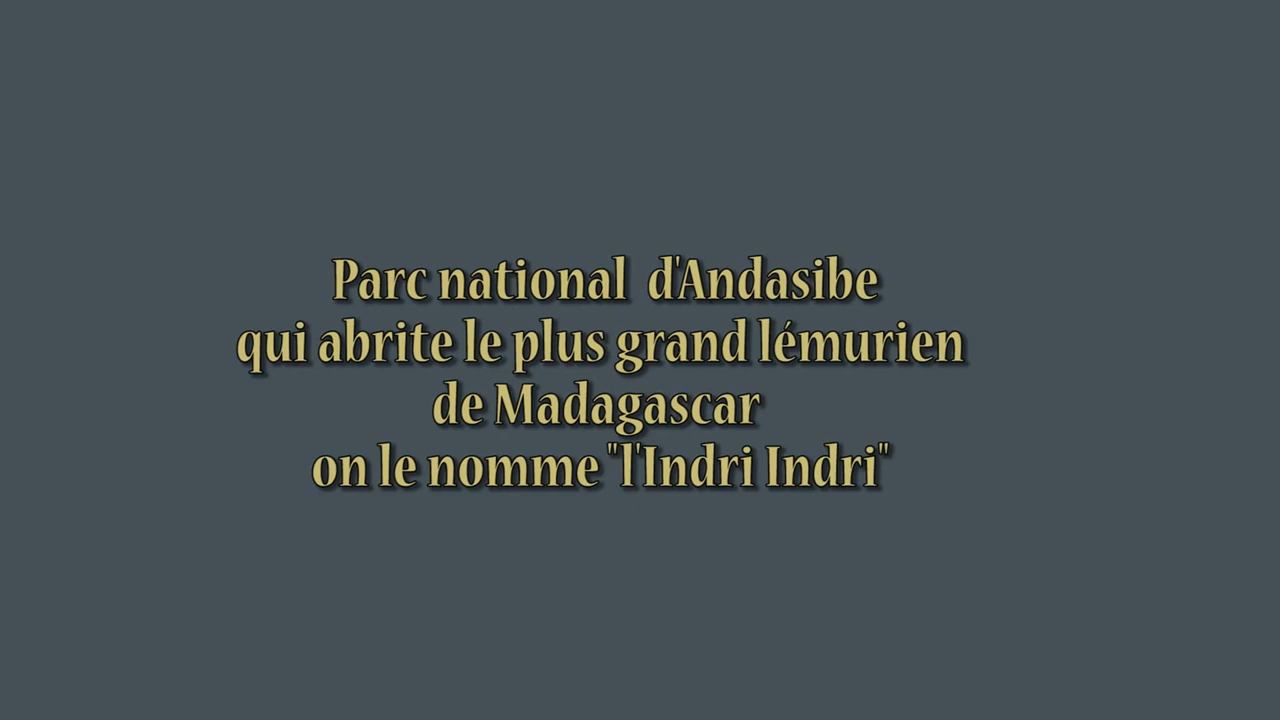 Parc national  d'Andasibe
qui abrite le plus grand lémurien
de Madagascar
on le nomme "l'Indri Indri"